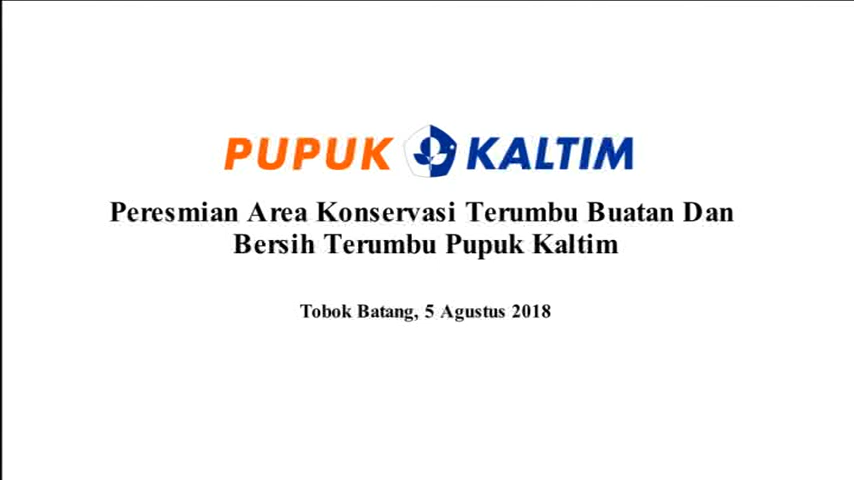 PUPUK KALTIM
Peresmian Area Konservasi Terumbu Buatan Dan
Bersih Terumbu Pupuk Kaltim
Tobok Batang, 5 Agustus 2018